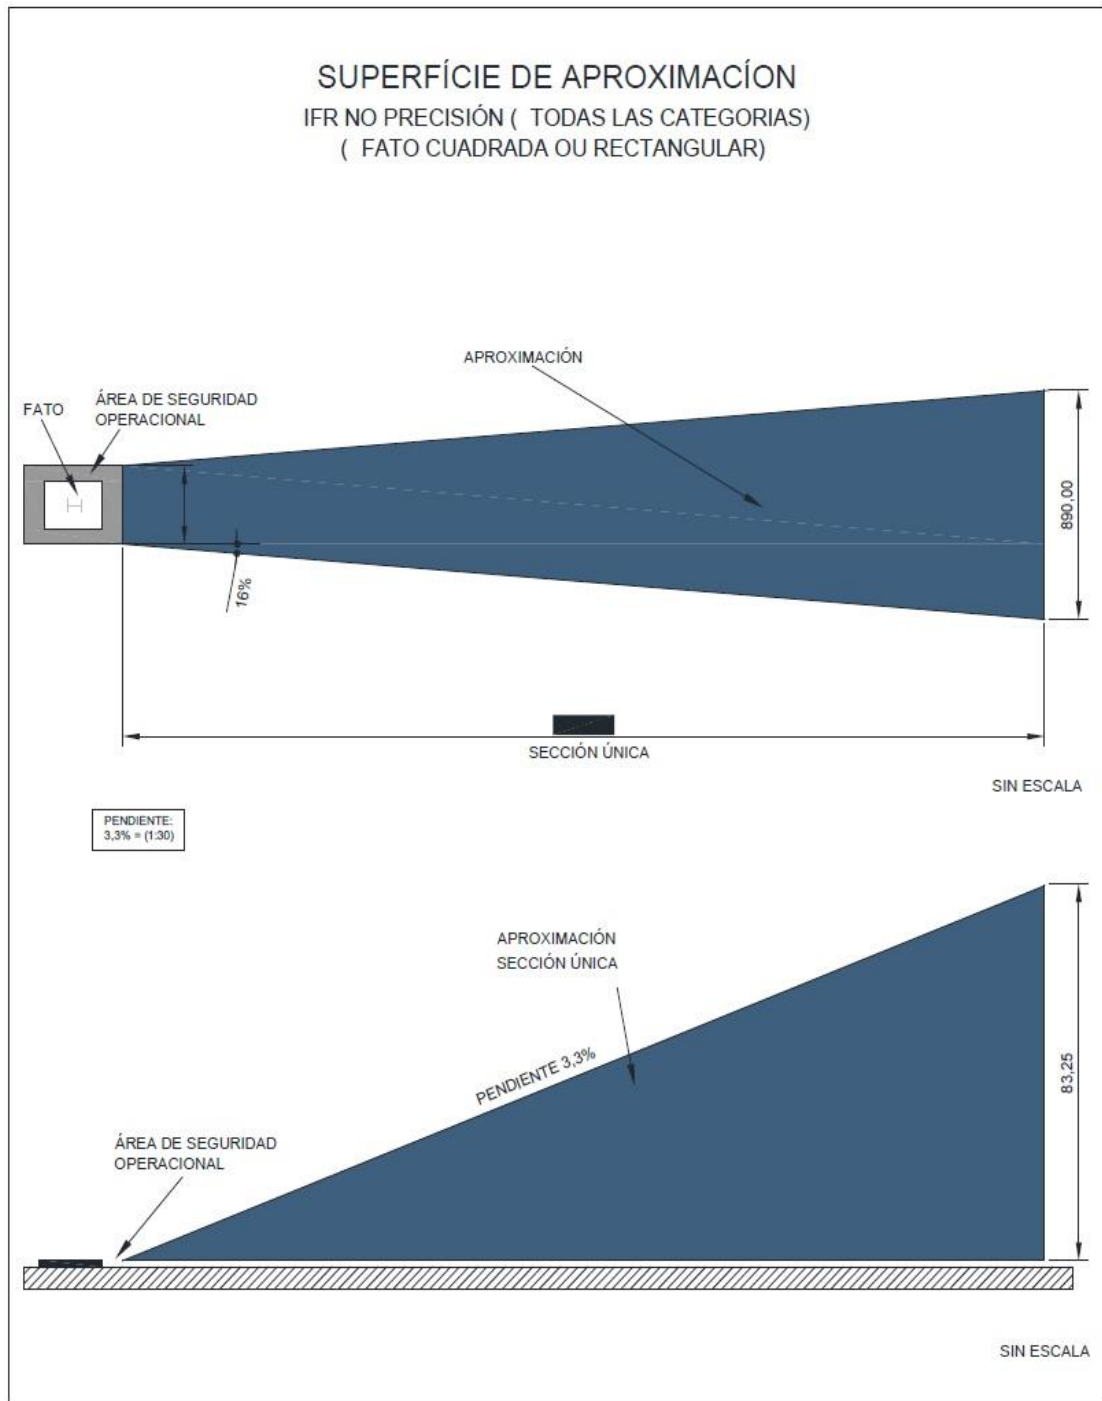 SUPERFÍCIE DE APROXIMACÍON
IFR NO PRECISIÓN ( TODAS LAS CATEGORIAS)
( FATO CUADRADA OU RECTANGULAR)
APROXIMACIÓN
FATO
ÁREA DE SEGURIDAD
OPERACIONAL
H
890,00
16%
SECCIÓN ÚNICA
SIN ESCALA
PENDIENTE:
3,3% = (1:30)
APROXIMACIÓN
SECCIÓN ÚNICA
PENDIENTE 3,3%
83,25
ÁREA DE SEGURIDAD
OPERACIONAL
SIN ESCALA